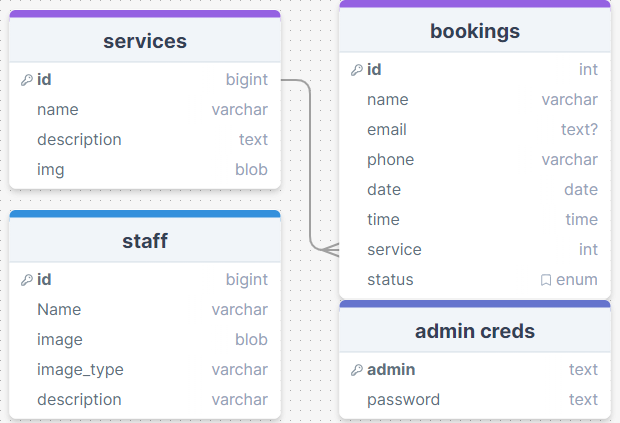 services
id bigint
name varchar
description text
img blob
staff
id bigint
Name varchar
image blob
image_type varchar
description varchar
bookings
id int
name varchar
email text?
phone varchar
date date
time time
service int
status enum
admin creds
admin text
password text